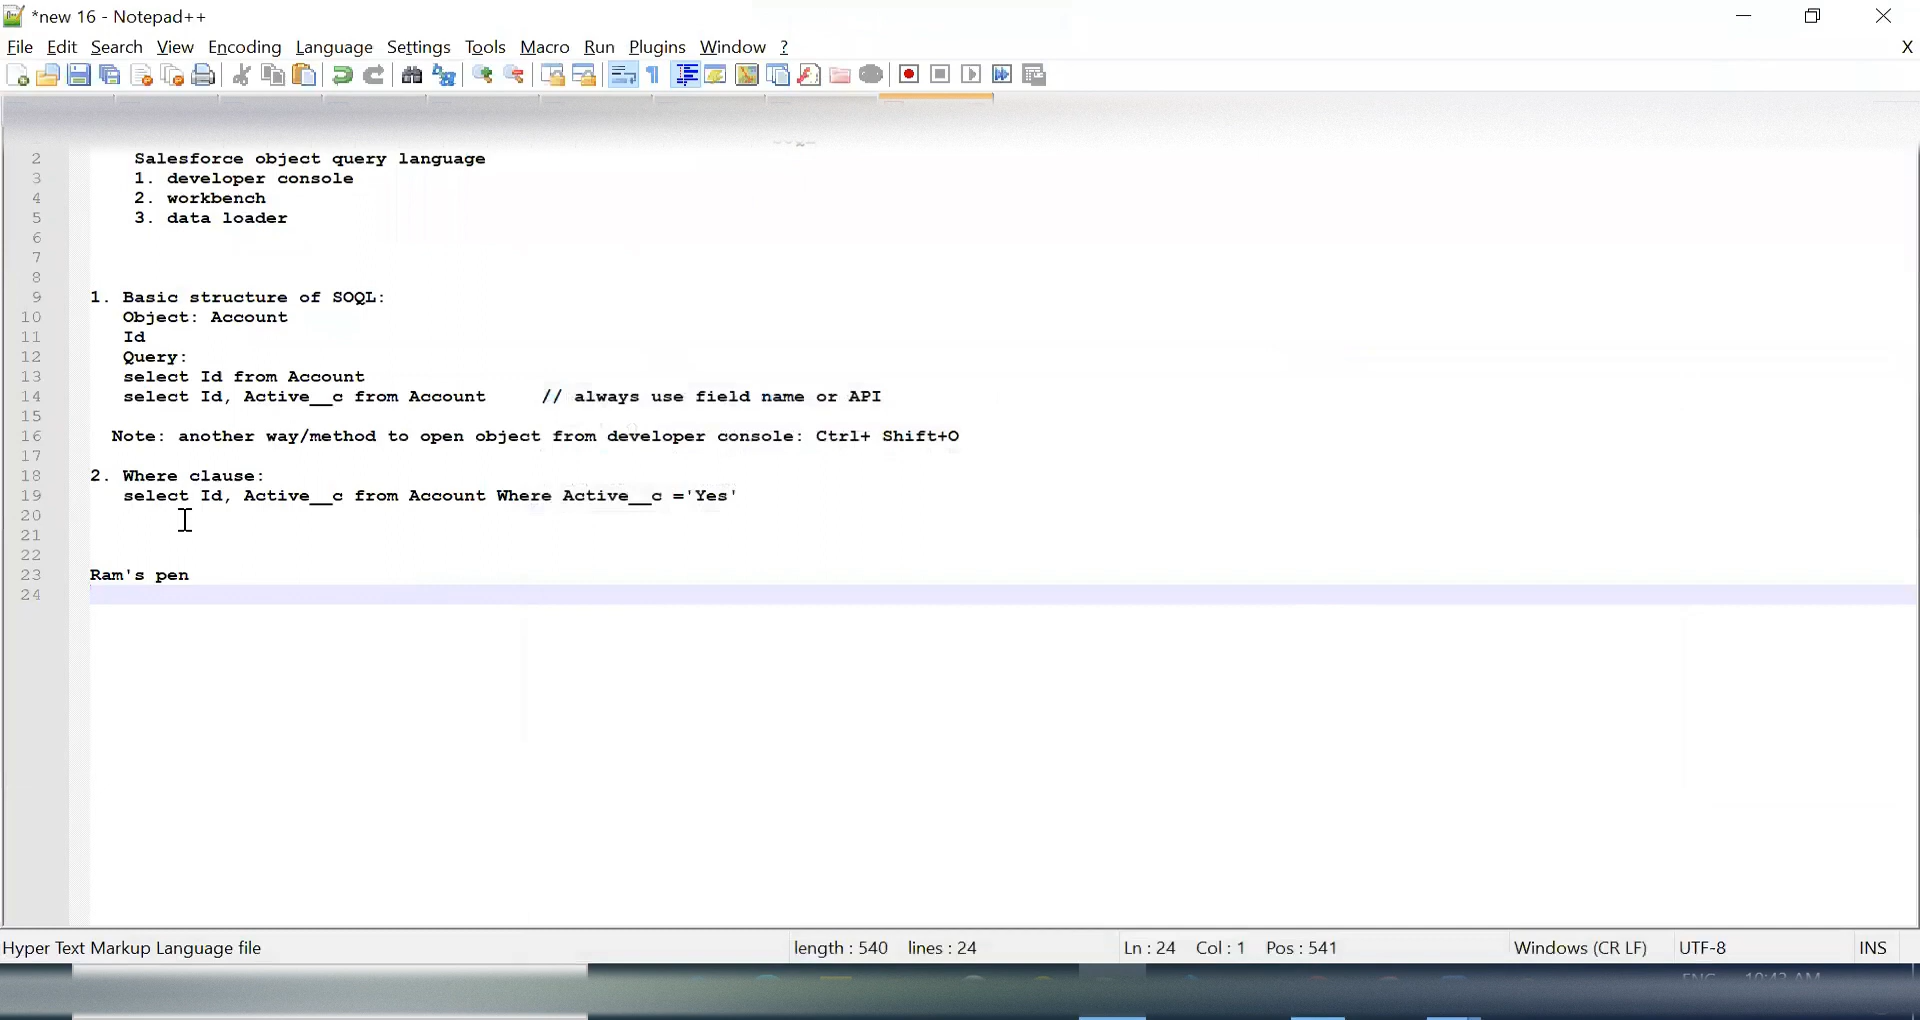 *new 16 - Notepad++
File Edit Search View Encoding Language Settings Tools Macro Run Plugins Window ?
X
2 Salesforce object query language
3 1. developer console
4 2. workbench
5 3. data loader
6
7
8
9 1. Basic structure of SOQL:
10 Object: Account
11 Id
12 Query:
13 select Id from Account
14 select Id, Active__c from Account // always use field name or API
15
16 Note: another way/method to open object from developer console: Ctrl+ Shift+O
17
18 2. Where clause:
19 select Id, Active__c from Account Where Active__c ='Yes'
20
21
22
23 Ram's pen
24
Hyper Text Markup Language file length : 540 lines : 24 Ln : 24 Col : 1 Pos : 541 Windows (CR LF) UTF-8 INS